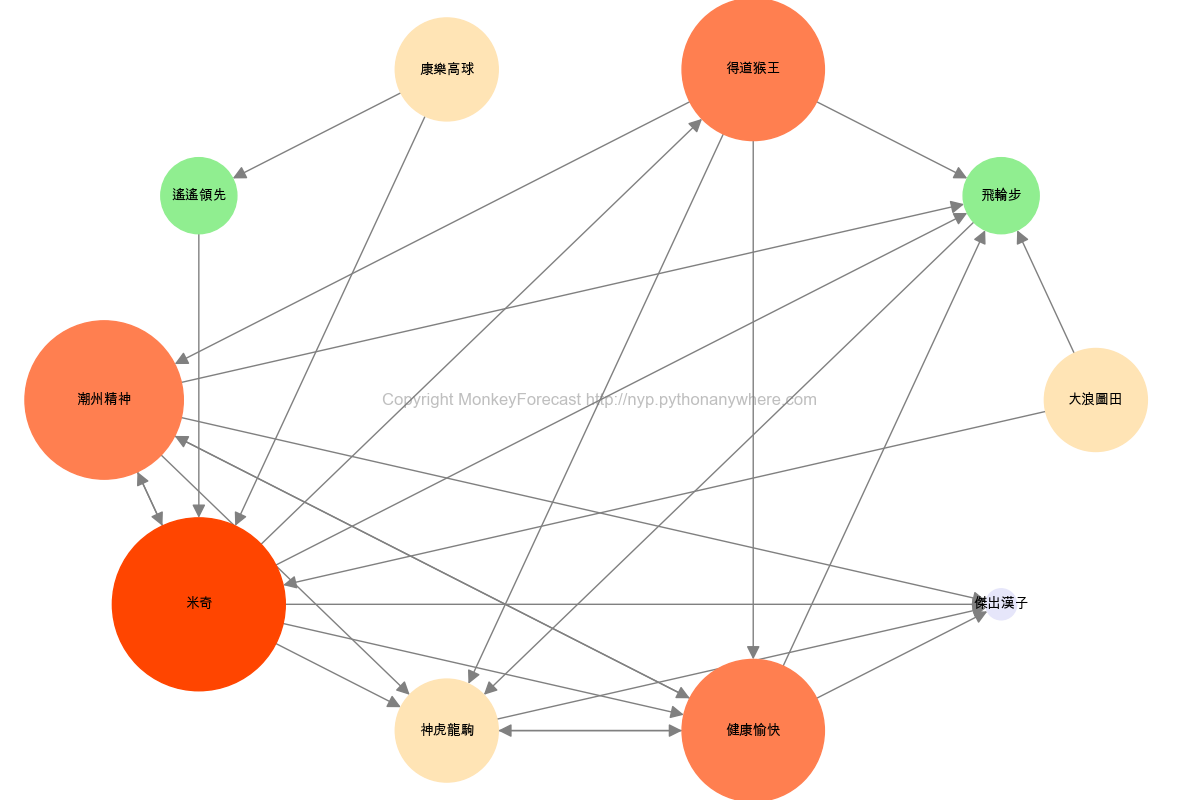 康樂高球
得道猴王
遙遙領先
飛輪步
潮州精神
Copyright MonkeyForecast http://nyp.pythonanywhere.com
大浪圖田
米奇
傑出漢子
神虎龍駒
健康愉快